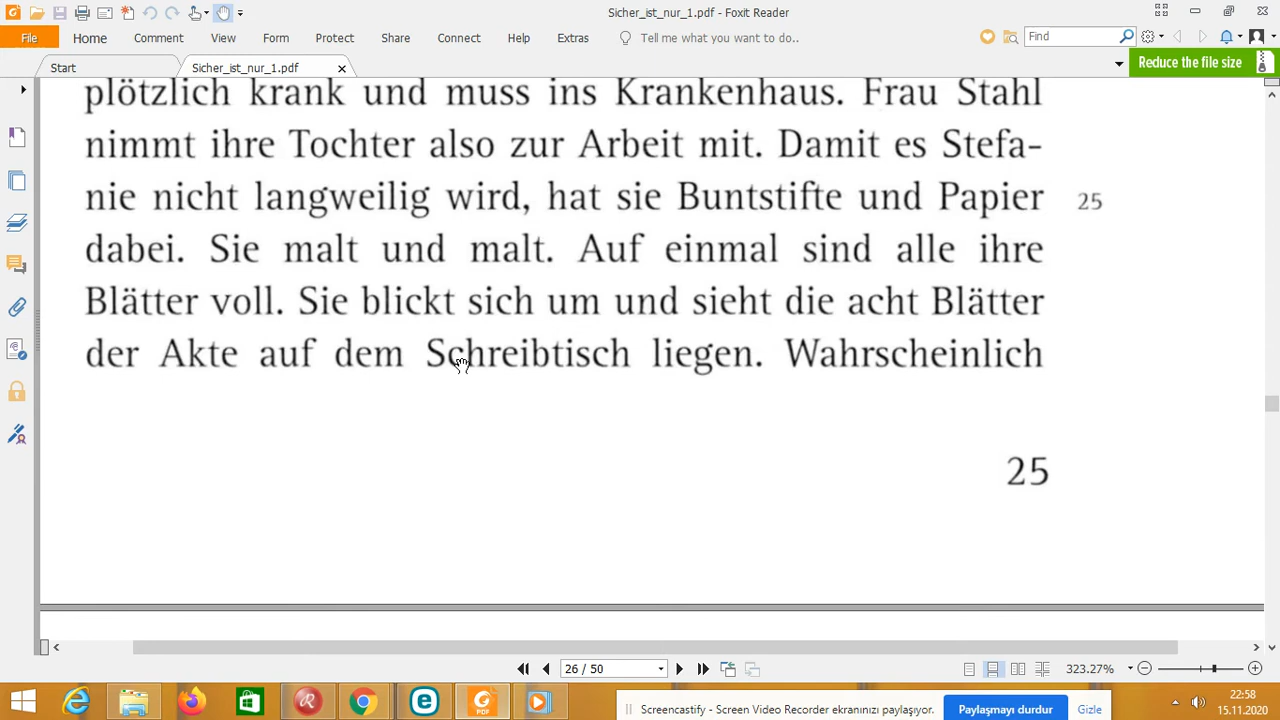 Sicher_ist_nur_1.pdf - Foxit Reader
File Home Comment View Form Protect Share Connect Help Extras Tell me what you want to do.. Find
Start Sicher_ist_nur_1.pdf Reduce the file size
plötzlich krank und muss ins Krankenhaus. Frau Stahl
nimmt ihre Tochter also zur Arbeit mit. Damit es Stefa-
nie nicht langweilig wird, hat sie Buntstifte und Papier 25
dabei. Sie malt und malt. Auf einmal sind alle ihre
Blätter voll. Sie blickt sich um und sieht die acht Blätter
der Akte auf dem Schreibtisch liegen. Wahrscheinlich
25
26 / 50 323.27%
22:58
Screencastify - Screen Video Recorder ekranınızı paylaşıyor. Paylaşmayı durdur Gizle
15.11.2020